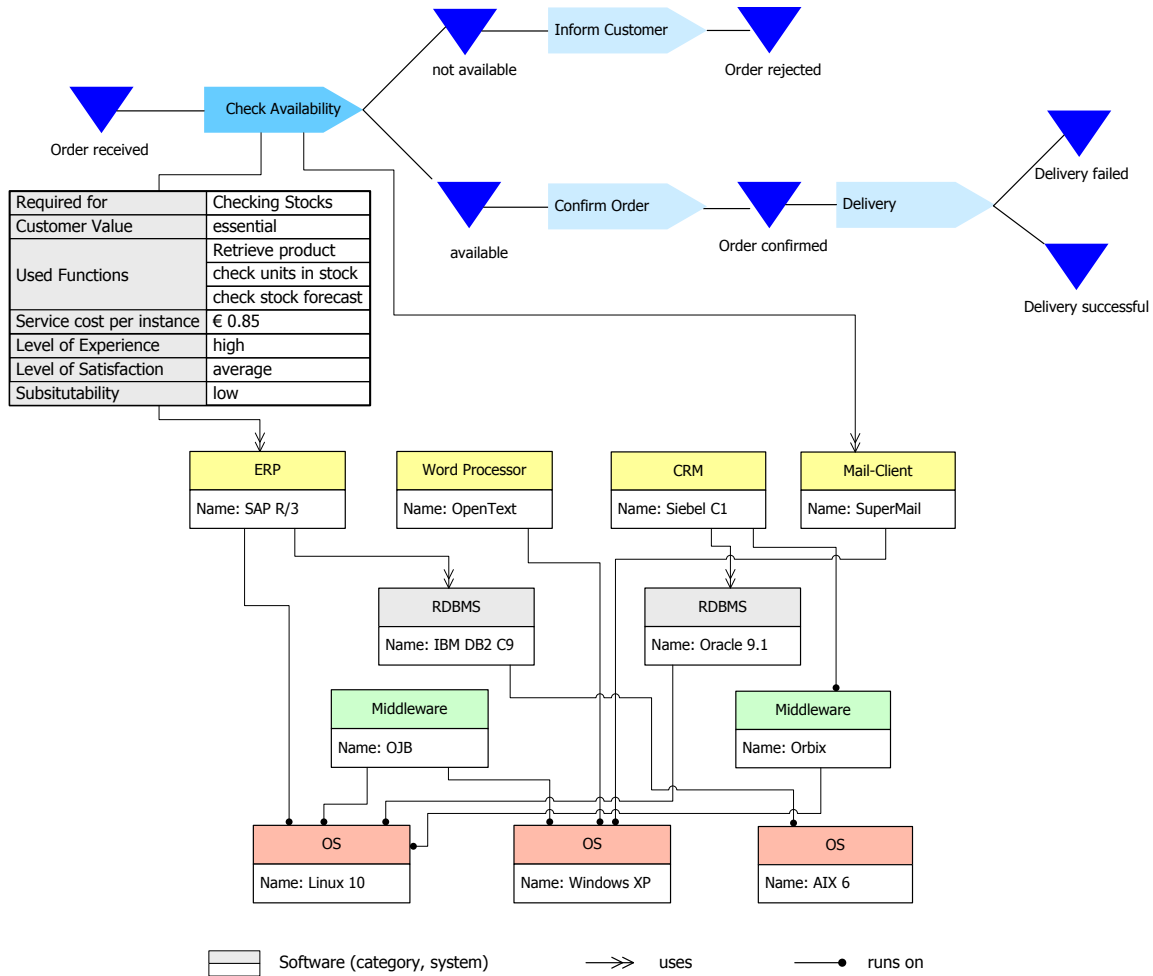 Inform Customer
not available
Order rejected
Check Availability
Order received
Delivery failed
Required for Checking Stocks
Customer Value essential
Used Functions Retrieve product
check units in stock
check stock forecast
Service cost per instance € 0.85
Level of Experience high
Level of Satisfaction average
Subsitutability low
Confirm Order
Delivery
available
Order confirmed
Delivery successful
ERP
Name: SAP R/3
Word Processor
Name: OpenText
CRM
Name: Siebel C1
Mail-Client
Name: SuperMail
RDBMS
Name: IBM DB2 C9
RDBMS
Name: Oracle 9.1
Middleware
Name: OJB
Middleware
Name: Orbix
OS
Name: Linux 10
OS
Name: Windows XP
OS
Name: AIX 6
Software (category, system)
uses
runs on